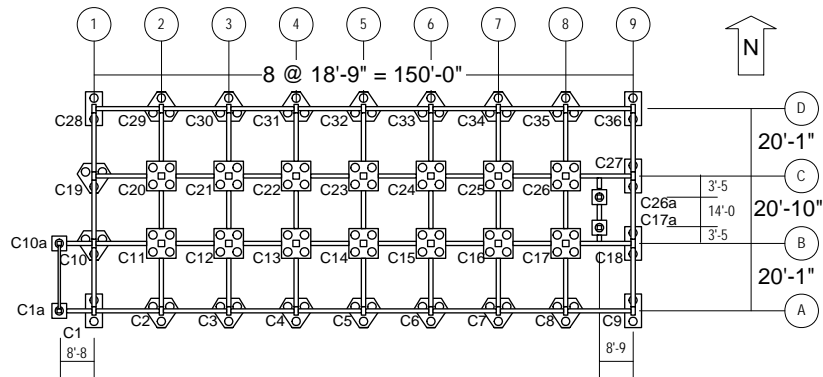 1 2 3 4 5 6 7 8 9
N
8 @ 18'-9" = 150'-0"
D
C28 C29 C30 C31 C32 C33 C34 C35 C36
20'-1"
C27
C
C19 C20 C21 C22 C23 C24 C25 C26
3'-5
C26a
14'-0
20'-10"
C17a
C10a
3'-5
B
C10 C11 C12 C13 C14 C15 C16 C17 C18
20'-1"
C1a
A
C1 C2 C3 C4 C5 C6 C7 C8 C9
8'-8
8'-9